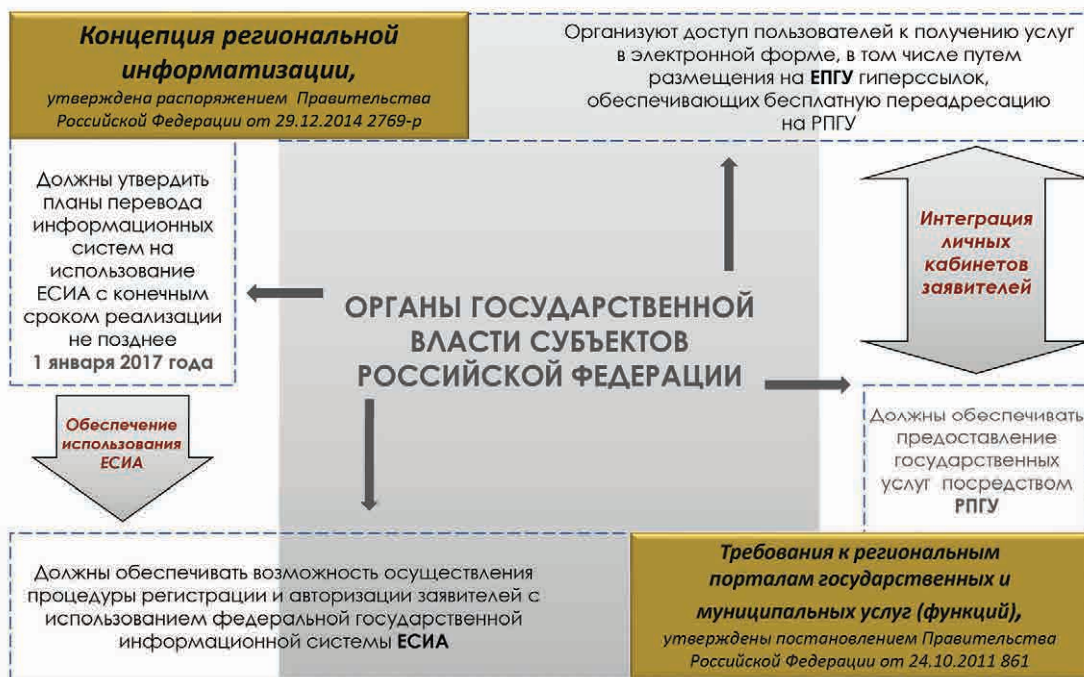 Концепция региональной
информатизации,
утверждена распоряжением Правительства
Российской Федерации от 29.12.2014 2769-р
Организуют доступ пользователей к получению услуг
в электронной форме, в том числе путем
размещения на ЕПГУ гиперссылок,
обеспечивающих бесплатную переадресацию
на РПГУ
Должны утвердить
планы перевода
информационных
систем на
использование
ЕСИА с конечным
сроком реализации
не позднее
1 января 2017 года
Интеграция
личных
кабинетов
заявителей
ОРГАНЫ ГОСУДАРСТВЕННОЙ
ВЛАСТИ СУБЪЕКТОВ
РОССИЙСКОЙ ФЕДЕРАЦИИ
Обеспечение
использования
ЕСИА
Должны обеспечивать
предоставление
государственных
услуг посредством
РПГУ
Должны обеспечивать возможность осуществления
процедуры регистрации и авторизации заявителей с
использованием федеральной государственной
информационной системы ЕСИА
Требования к региональным
порталам государственных и
муниципальных услуг (функций),
утверждены постановлением Правительства
Российской Федерации от 24.10.2011 861